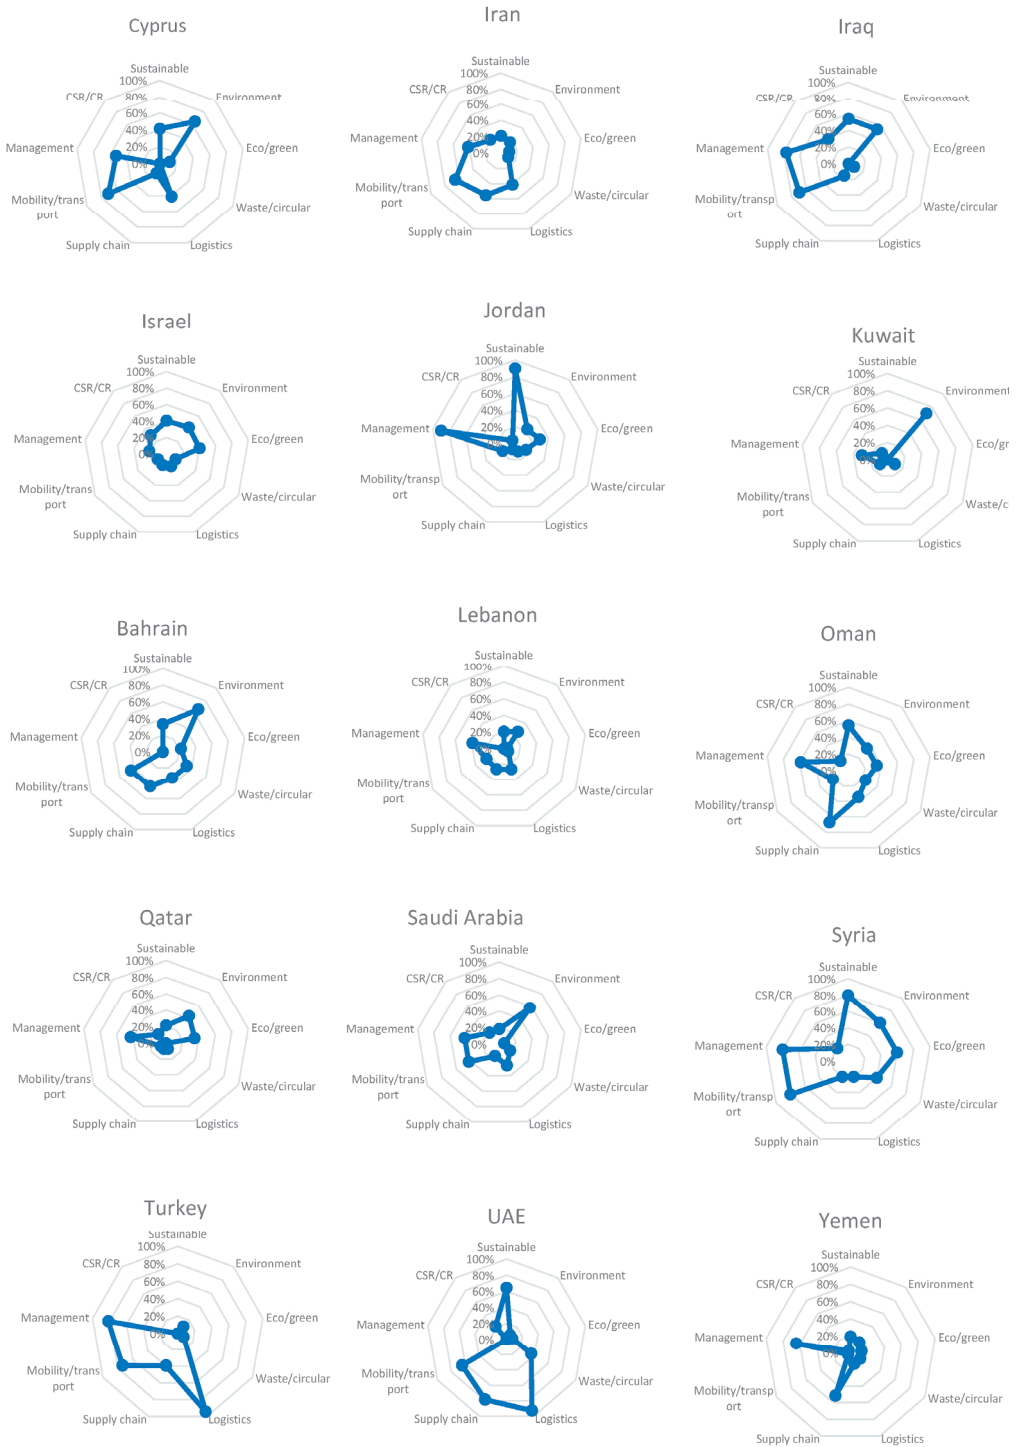 Cyprus
Sustainable
100%
80%
60%
40%
20%
0%
CSR/CR
Environment
Management
Eco/green
Mobility/trans
port
Waste/circular
Supply chain
Logistics
Iran
Sustainable
100%
80%
60%
40%
20%
0%
CSR/CR
Environment
Management
Eco/green
Mobility/trans
port
Waste/circular
Supply chain
Logistics
Iraq
Sustainable
100%
80%
60%
40%
20%
0%
CSR/CR
Environment
Management
Eco/green
Mobility/transp
ort
Waste/circular
Supply chain
Logistics
Israel
Sustainable
100%
80%
60%
40%
20%
0%
CSR/CR
Environment
Management
Eco/green
Mobility/trans
port
Waste/circular
Supply chain
Logistics
Jordan
Sustainable
100%
80%
60%
40%
20%
0%
CSR/CR
Environment
Management
Eco/green
Mobility/transp
ort
Waste/circular
Supply chain
Logistics
Kuwait
Sustainable
100%
80%
60%
40%
20%
0%
CSR/CR
Environment
Management
Eco/gr
Mobility/trans
port
Waste/ci
Supply chain
Logistics
Bahrain
Sustainable
100%
80%
60%
40%
20%
0%
CSR/CR
Environment
Management
Eco/green
Mobility/trans
port
Waste/circular
Supply chain
Logistics
Lebanon
Sustainable
100%
80%
60%
40%
20%
0%
CSR/CR
Environment
Management
Eco/green
Mobility/trans
port
Waste/circular
Supply chain
Logistics
Oman
Sustainable
100%
80%
60%
40%
20%
0%
CSR/CR
Environment
Management
Eco/green
Mobility/transp
ort
Waste/circular
Supply chain
Logistics
Qatar
Sustainable
100%
80%
60%
40%
20%
0%
CSR/CR
Environment
Management
Eco/green
Mobility/trans
port
Waste/circular
Supply chain
Logistics
Saudi Arabia
Sustainable
100%
80%
60%
40%
20%
0%
CSR/CR
Environment
Management
Eco/green
Mobility/trans
port
Waste/circular
Supply chain
Logistics
Syria
Sustainable
100%
80%
60%
40%
20%
0%
CSR/CR
Environment
Management
Eco/green
Mobility/transp
ort
Waste/circular
Supply chain
Logistics
Turkey
Sustainable
100%
80%
60%
40%
20%
0%
CSR/CR
Environment
Management
Eco/green
Mobility/trans
port
Waste/circular
Supply chain
Logistics
UAE
Sustainable
100%
80%
60%
40%
20%
0%
CSR/CR
Environment
Management
Eco/green
Mobility/trans
port
Waste/circular
Supply chain
Logistics
Yemen
Sustainable
100%
80%
60%
40%
20%
0%
CSR/CR
Environment
Management
Eco/green
Mobility/transp
ort
Waste/circular
Supply chain
Logistics